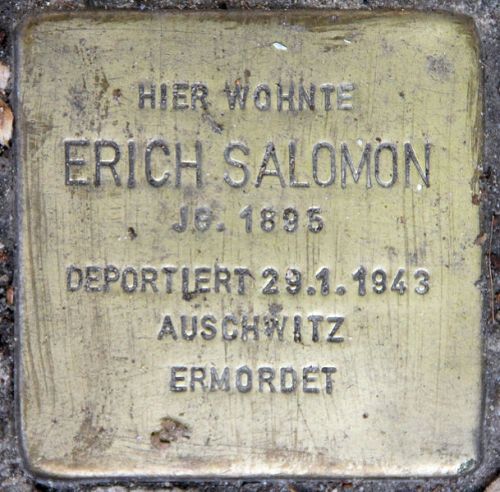 HIER WOHNTE
ERICH SALOMON
JG. 1895
DEPORTIERT 29.1.1943
AUSCHWITZ
ERMORDET